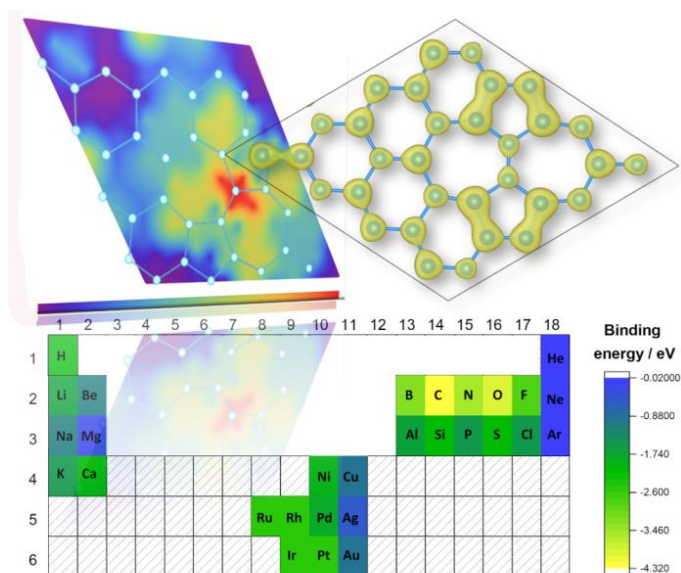 1 2 3 4 5 6 7 8 9 10 11 12 13 14 15 16 17 18
Binding
energy / eV
1 H He
2 Li Be B C N O F Ne
3 Na Mg Al Si P S Cl Ar
4 K Ca Ni Cu
5 Ru Rh Pd Ag
6 Ir Pt Au
-0.02000
-0.8800
-1.740
-2.600
-3.460
-4.320